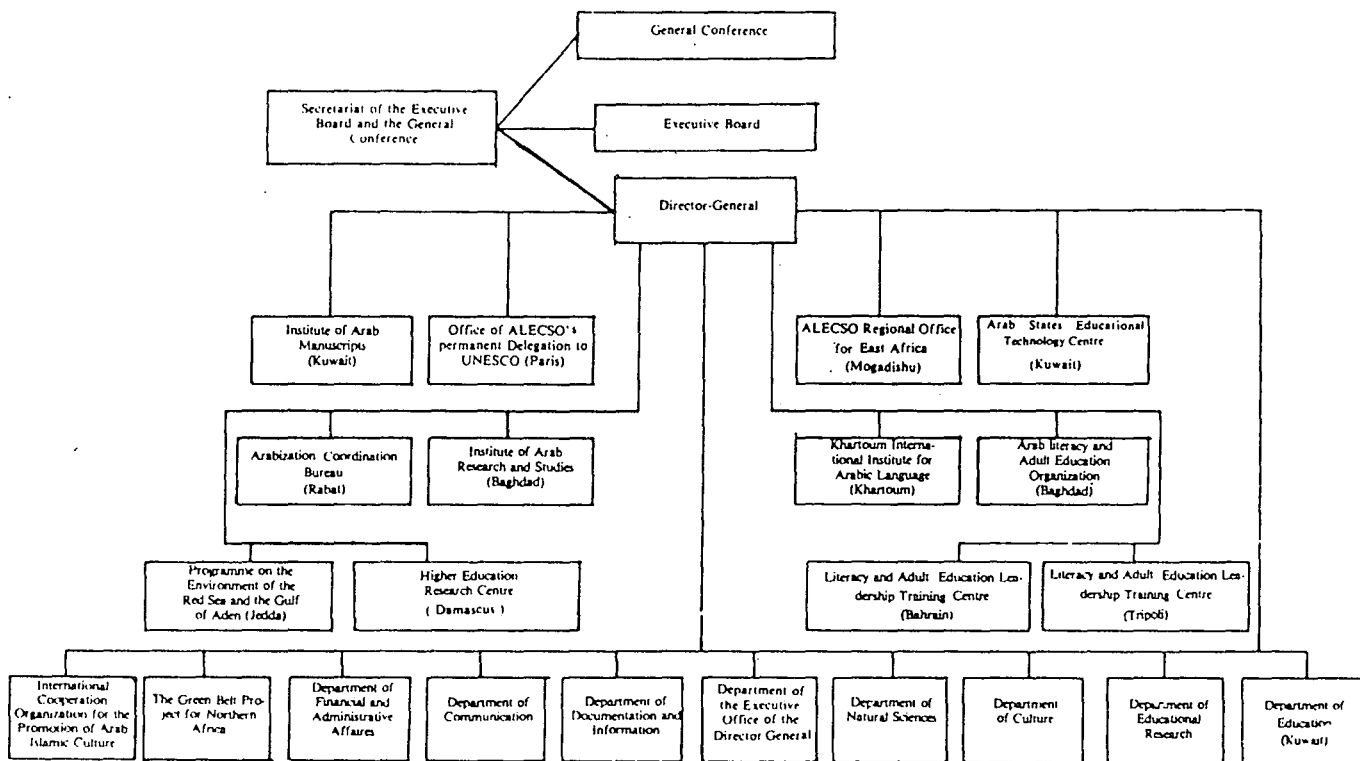 General Conference
Secretariat of the Executive
Board and the General
Conference
Executive Board
Director-General
Institute of Arab
Manuscripts
(Kuwait)
Office of ALECSO's
permanent Delegation to
UNESCO (Paris)
ALECSO Regional Office
for East Africa
(Mogadishu)
Arab States Educational
Technology Centre
(Kuwait)
Arabization Coordination
Bureau
(Rabat)
Institute of Arab
Research and Studies
(Baghdad)
Khartoum Interna-
tional Institute for
Arabic Language
(Khartoum)
Arab literacy and
Adult Education
Organization
(Baghdad)
Programme on the
Environment of the
Red Sea and the Gulf
of Aden (Jedda)
Higher Education
Research Centre
(Damascus)
Literacy and Adult Education Lea-
dership Training Centre
(Bahrain)
Literacy and Adult Education Lea-
dership Training Centre
(Tripoli)
International
Cooperation
Organization for the
Promotion of Arab
Islamic Culture
The Green Belt Pro-
ject for Northern
Africa
Department of
Financial and
Administrative
Affaires
Department of
Communication
Department of
Documentation and
Information
Department of
the Executive
Office of the
Director General
Department of
Natural Sciences
Department
of Culture
Department of
Educational
Research
Department of
Education
(Kuwait)